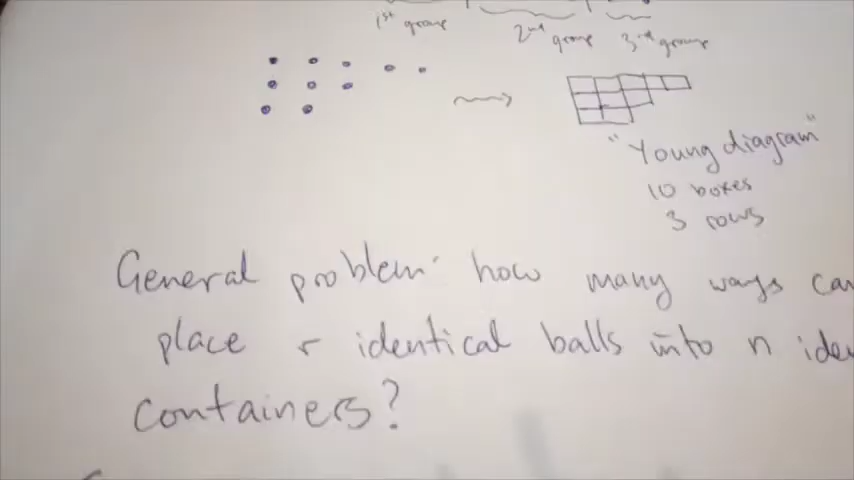 1st group
2nd group
3rd group
"Young diagram"
10 boxes
3 rows
General problem: how many ways can
place r identical balls into n iden
containers?